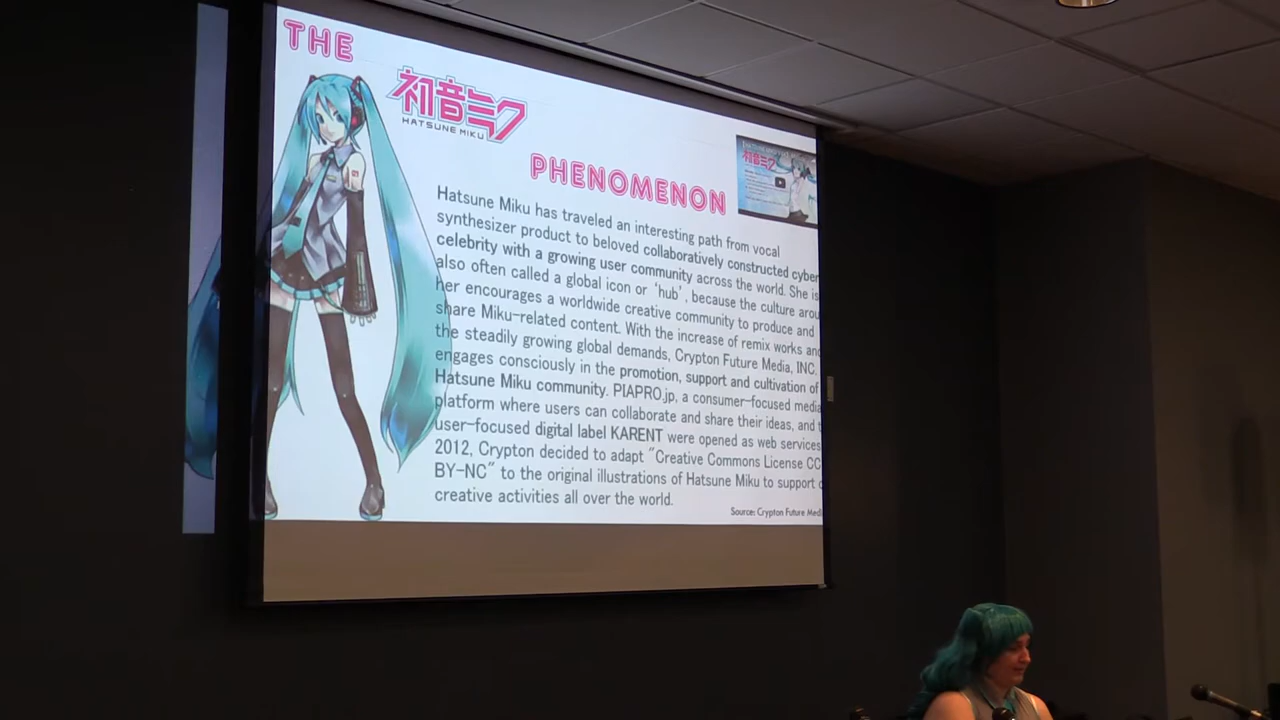 THE
初音ミク
HATSUNE MIKU
PHENOMENON
初音ミク
Hatsune Miku has traveled an interesting path from vocal
synthesizer product to beloved collaboratively constructed cyber
celebrity with a growing user community across the world. She is
also often called a global icon or ‘hub’, because the culture arou
her encourages a worldwide creative community to produce and
share Miku-related content. With the increase of remix works and
the steadily growing global demands, Crypton Future Media, INC.
engages consciously in the promotion, support and cultivation of
Hatsune Miku community. PIAPRO.jp, a consumer-focused media
platform where users can collaborate and share their ideas, and t
user-focused digital label KARENT were opened as web services
2012, Crypton decided to adapt "Creative Commons License CC
BY-NC" to the original illustrations of Hatsune Miku to support
creative activities all over the world.
Source: Crypton Future Medi